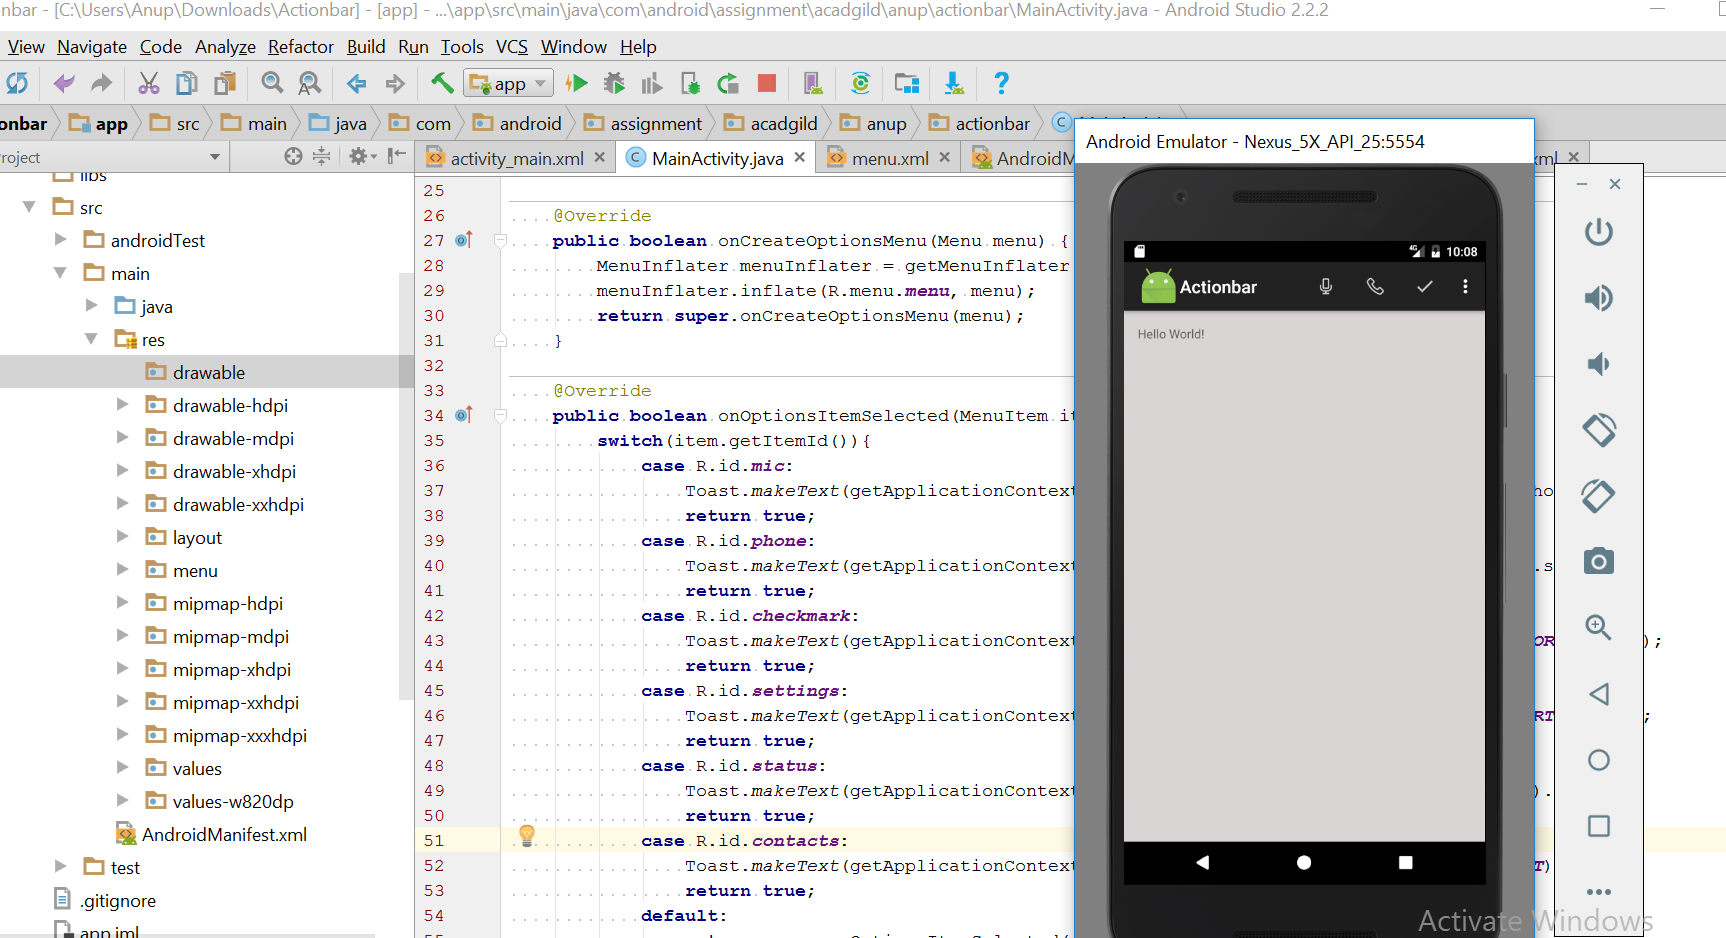 nbar - [C:\Users\Anup\Downloads\Actionbar] - [app] - ...\app\src\main\java\com\android\assignment\acadgild\anup\actionbar\MainActivity.java - Android Studio 2.2.2
View Navigate Code Analyze Refactor Build Run Tools VCS Window Help
app
onbar app src main java com android assignment acadgild anup actionbar
roject
activity_main.xml MainActivity.java menu.xml AndroidM ml
libs
src
androidTest
main
java
res
drawable
drawable-hdpi
drawable-mdpi
drawable-xhdpi
drawable-xxhdpi
layout
menu
mipmap-hdpi
mipmap-mdpi
mipmap-xhdpi
mipmap-xxhdpi
mipmap-xxxhdpi
values
values-w820dp
AndroidManifest.xml
test
.gitignore
app.iml
25
26 @Override
27 public boolean onCreateOptionsMenu(Menu menu) {
28 MenuInflater menuInflater = getMenuInflater
29 menuInflater.inflate(R.menu.menu, menu);
30 return super.onCreateOptionsMenu(menu);
31 }
32
33 @Override
34 public boolean onOptionsItemSelected(MenuItem it
35 switch(item.getItemId()){
36 case R.id.mic:
37 Toast.makeText(getApplicationContext ho
38 return true;
39 case R.id.phone:
40 Toast.makeText(getApplicationContext .s
41 return true;
42 case R.id.checkmark:
43 Toast.makeText(getApplicationContext OR );
44 return true;
45 case R.id.settings:
46 Toast.makeText(getApplicationContext RT ;
47 return true;
48 case R.id.status:
49 Toast.makeText(getApplicationContext ).
50 return true;
51 case R.id.contacts:
52 Toast.makeText(getApplicationContext T)
53 return true;
54 default:
Android Emulator - Nexus_5X_API_25:5554
4G 10:08
Actionbar
Hello World!
Activate Windows